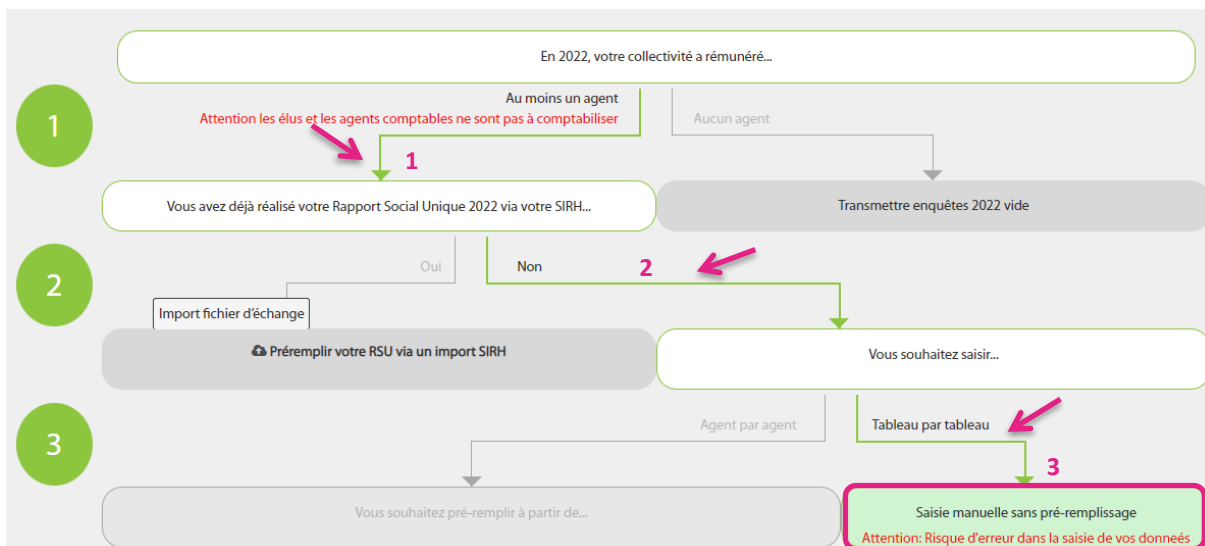 En 2022, votre collectivité a rémunéré...
1
Au moins un agent
Attention les élus et les agents comptables ne sont pas à comptabiliser
Aucun agent
1
Vous avez déjà réalisé votre Rapport Social Unique 2022 via votre SIRH...
Transmettre enquêtes 2022 vide
2
Oui
Non
2
Import fichier d'échange
Préremplir votre RSU via un import SIRH
Vous souhaitez saisir...
3
Agent par agent
Tableau par tableau
3
Vous souhaitez pré-remplir à partir de...
Saisie manuelle sans pré-remplissage
Attention: Risque d'erreur dans la saisie de vos donneés